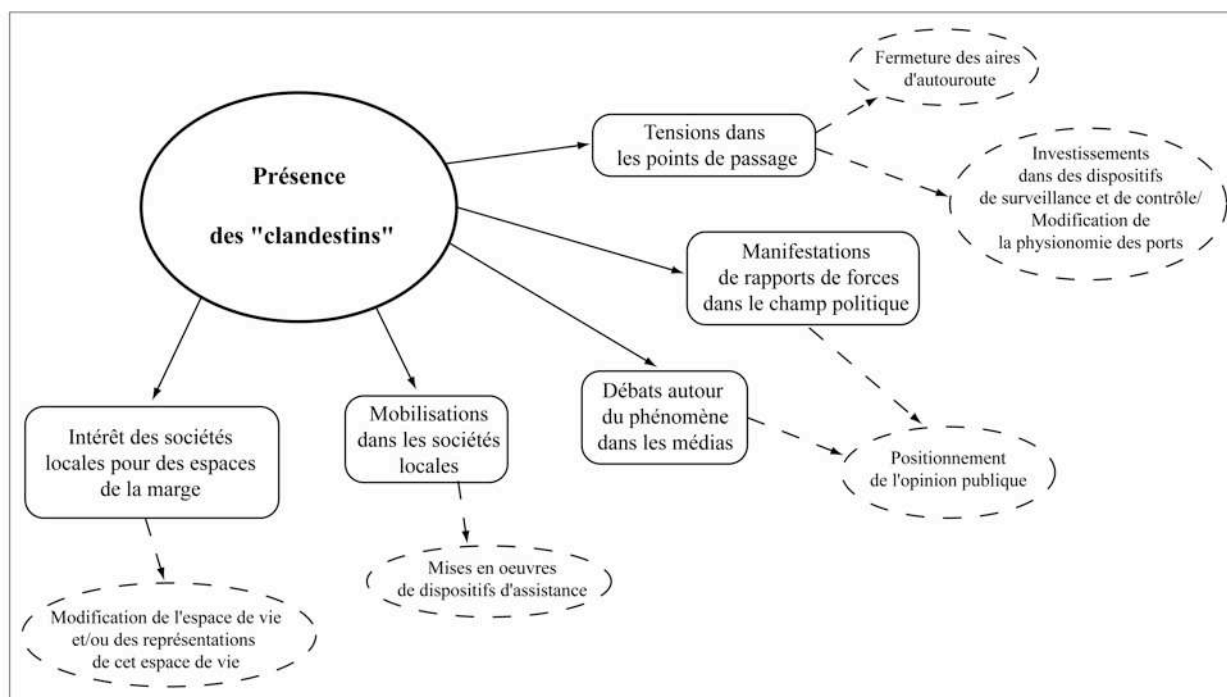 Présence
des "clandestins"
Fermeture des aires
d'autouroute
Tensions dans
les points de passage
Investissements
dans des dispositifs
de surveillance et de contrôle/
Modification de
la physionomie des ports
Manifestations
de rapports de forces
dans le champ politique
Débats autour
du phénomène
dans les médias
Mobilisations
dans les sociétés
locales
Intérêt des sociétés
locales pour des espaces
de la marge
Positionnement
de l'opinion publique
Mises en oeuvres
de dispositifs d'assistance
Modification de l'espace de vie
et/ou des représentations
de cet espace de vie